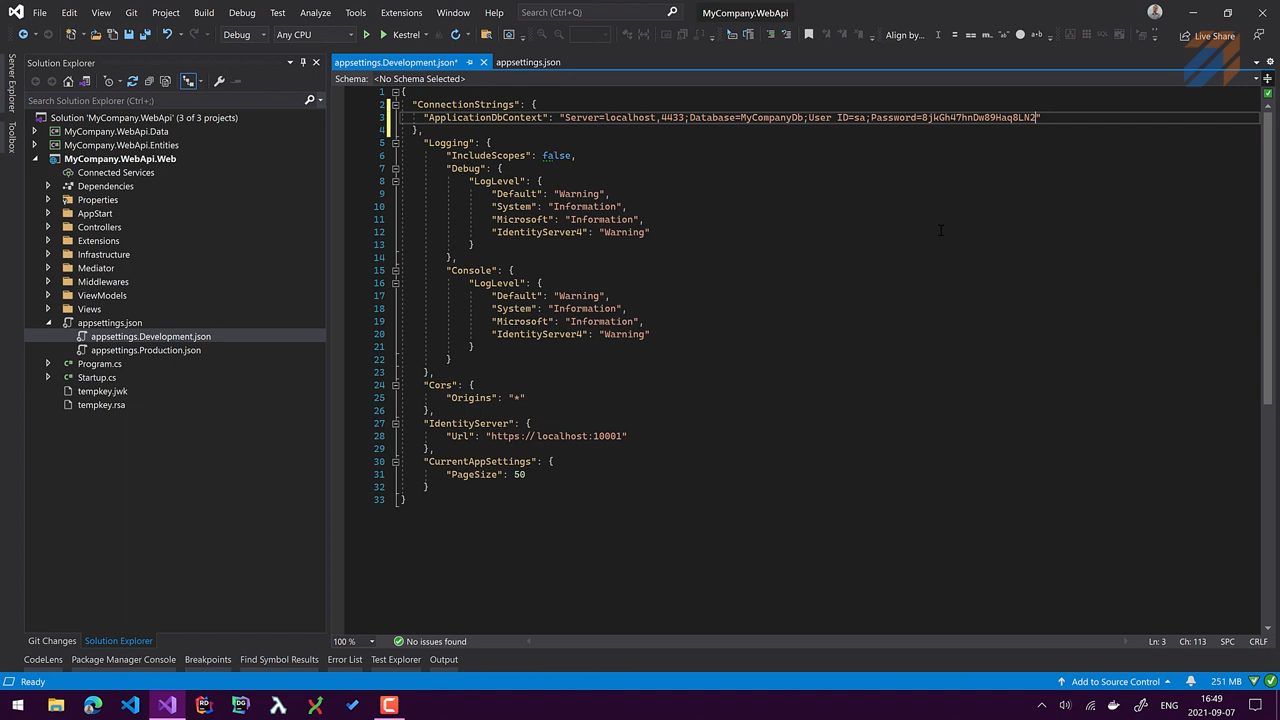 File Edit View Git Project Build Debug Test Analyze Tools Extensions Window Help Search (Ctrl+Q) MyCompany.WebApi
Debug Any CPU Kestrel Align by... Live Share
Server Explorer
Toolbox
Solution Explorer
Search Solution Explorer (Ctrl+;)
Solution 'MyCompany.WebApi' (3 of 3 projects)
MyCompany.WebApi.Data
MyCompany.WebApi.Entities
MyCompany.WebApi.Web
Connected Services
Dependencies
Properties
AppStart
Controllers
Extensions
Infrastructure
Mediator
Middlewares
ViewModels
Views
appsettings.json
appsettings.Development.json
appsettings.Production.json
Program.cs
Startup.cs
tempkey.jwk
tempkey.rsa
Git Changes Solution Explorer
appsettings.Development.json* appsettings.json
Schema: <No Schema Selected>
1 {
2 "ConnectionStrings": {
3 "ApplicationDbContext": "Server=localhost,4433;Database=MyCompanyDb;User ID=sa;Password=8jkGh47hnDw89Haq8LN2"
4 },
5 "Logging": {
6 "IncludeScopes": false,
7 "Debug": {
8 "LogLevel": {
9 "Default": "Warning",
10 "System": "Information",
11 "Microsoft": "Information",
12 "IdentityServer4": "Warning"
13 }
14 },
15 "Console": {
16 "LogLevel": {
17 "Default": "Warning",
18 "System": "Information",
19 "Microsoft": "Information",
20 "IdentityServer4": "Warning"
21 }
22 }
23 },
24 "Cors": {
25 "Origins": "*"
26 },
27 "IdentityServer": {
28 "Url": "https://localhost:10001"
29 },
30 "CurrentAppSettings": {
31 "PageSize": 50
32 }
33 }
100 % No issues found Ln: 3 Ch: 113 SPC CRLF
CodeLens Package Manager Console Breakpoints Find Symbol Results Error List Test Explorer Output
Ready Add to Source Control 251 MB
ENG 16:49
2021-09-07